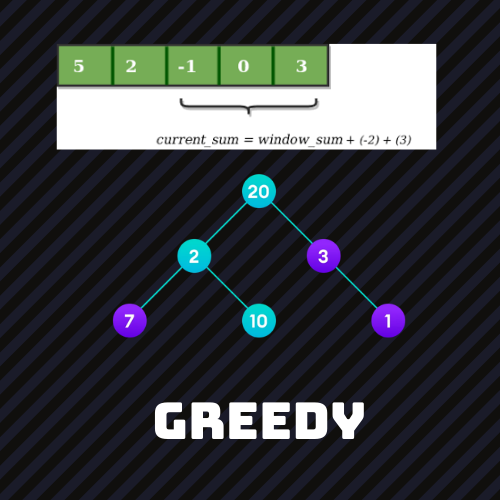 5 2 -1 0 3
current_sum = window_sum + (-2) + (3)
20
2 3
7 10 1
GREEDY